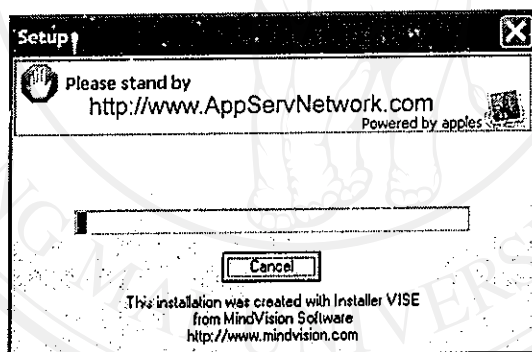 Setup
Please stand by
http://www.AppServNetwork.com
Powered by apples
Cancel
This installation was created with Installer VISE
from MindVision Software
http://www.mindvision.com